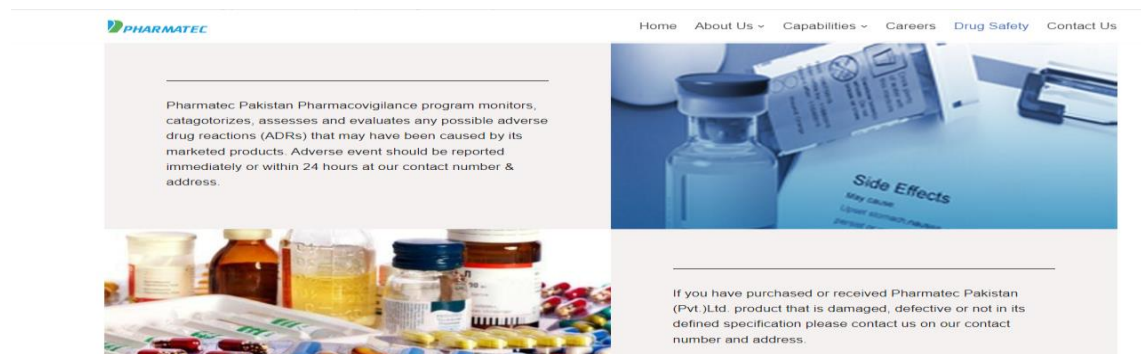 PHARMATEC
Home About Us Capabilities Careers Drug Safety Contact Us
Pharmatec Pakistan Pharmacovigilance program monitors,
catagotorizes, assesses and evaluates any possible adverse
drug reactions (ADRs) that may have been caused by its
marketed products. Adverse event should be reported
immediately or within 24 hours at our contact number &
address.
Side Effects
May cause
Upset stomach, nausea
If you have purchased or received Pharmatec Pakistan
(Pvt.)Ltd. product that is damaged, defective or not in its
defined specification please contact us on our contact
number and address.